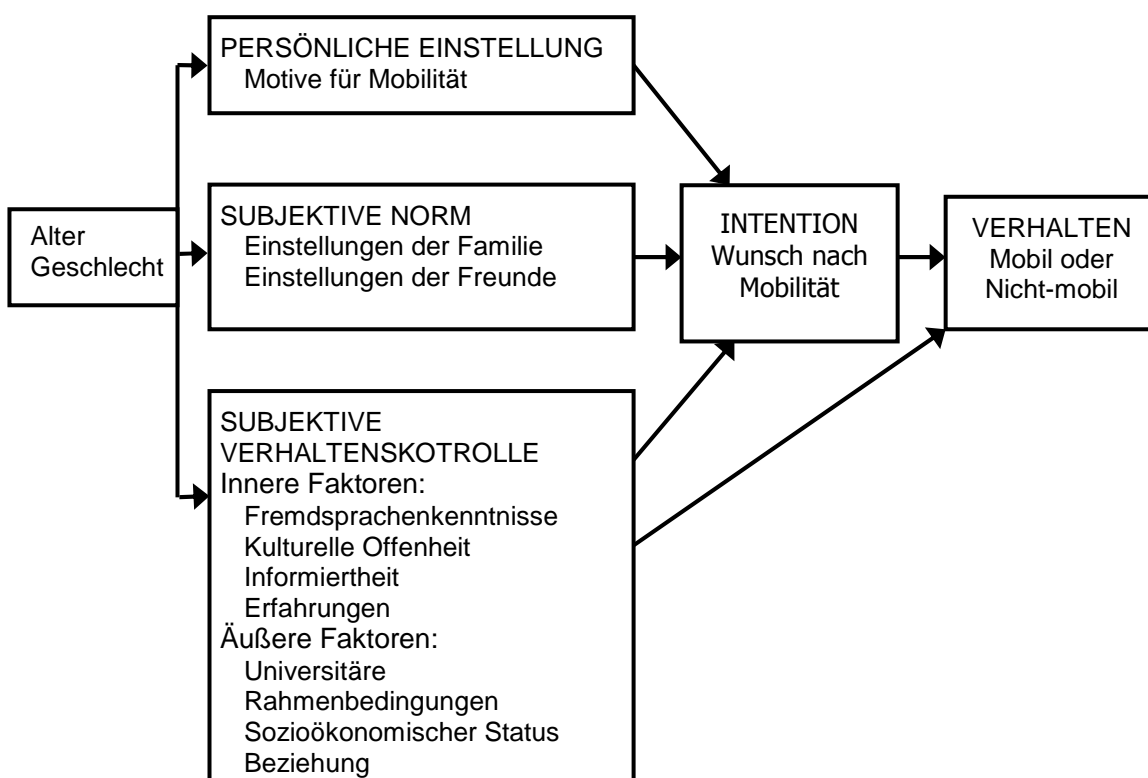 PERSÖNLICHE EINSTELLUNG
Motive für Mobilität
Alter
Geschlecht
SUBJEKTIVE NORM
Einstellungen der Familie
Einstellungen der Freunde
INTENTION
Wunsch nach
Mobilität
VERHALTEN
Mobil oder
Nicht-mobil
SUBJEKTIVE
VERHALTENSKOTROLLE
Innere Faktoren:
Fremdsprachenkenntnisse
Kulturelle Offenheit
Informiertheit
Erfahrungen
Äußere Faktoren:
Universitäre
Rahmenbedingungen
Sozioökonomischer Status
Beziehung